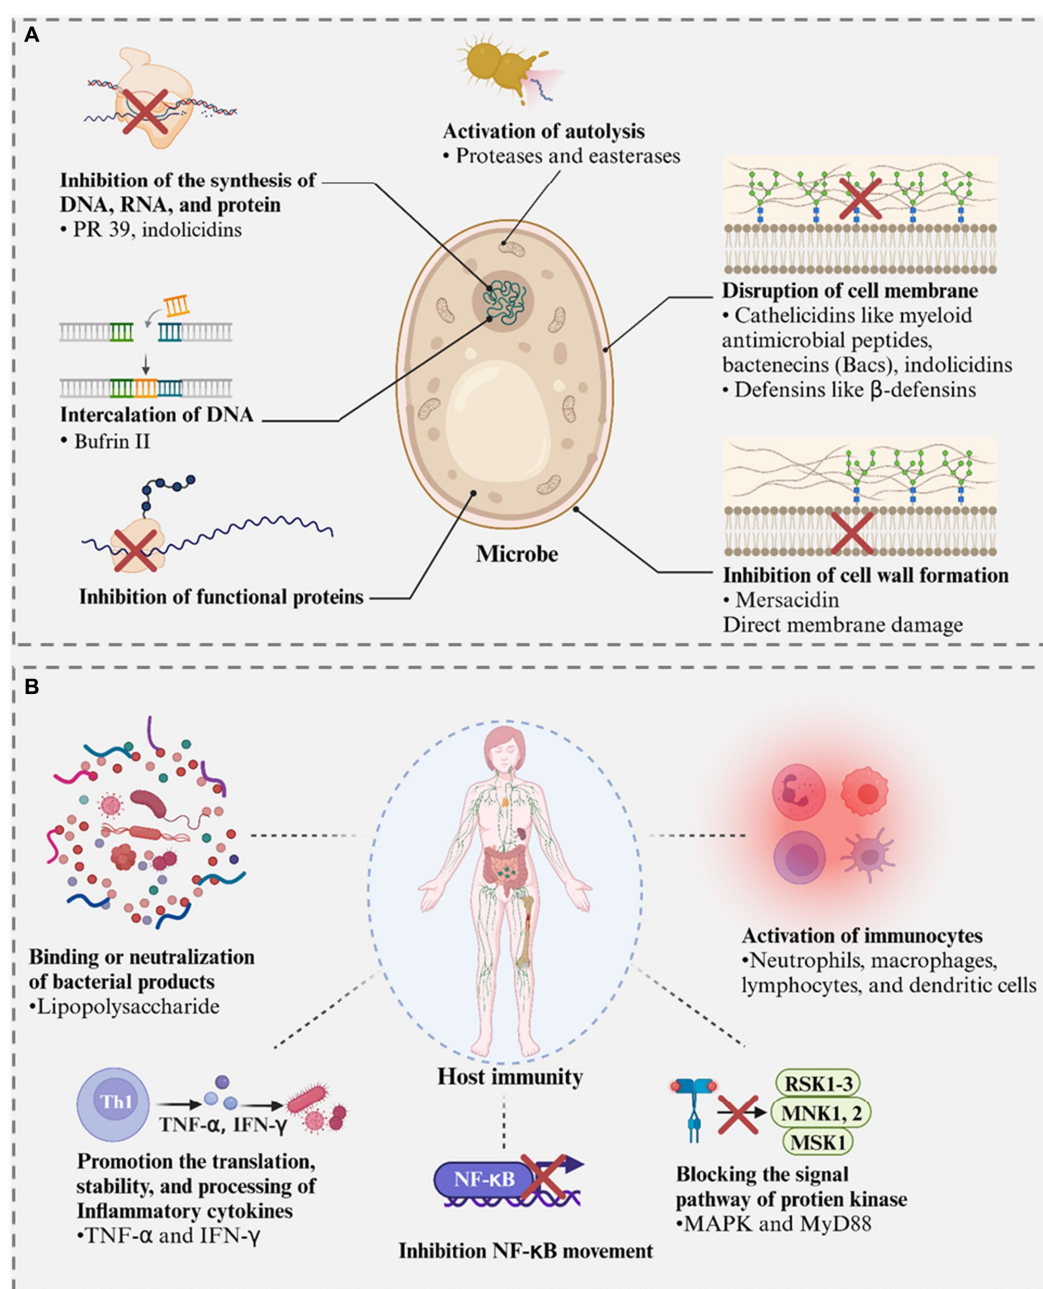 A
Activation of autolysis
• Proteases and easterases
Inhibition of the synthesis of
DNA, RNA, and protein
• PR 39, indolicidins
Disruption of cell membrane
• Cathelicidins like myeloid
antimicrobial peptides,
bactenecins (Bacs), indolicidins
• Defensins like β-defensins
Intercalation of DNA
• Bufrin II
Microbe
Inhibition of functional proteins
Inhibition of cell wall formation
• Mersacidin
Direct membrane damage
B
Binding or neutralization
of bacterial products
•Lipopolysaccharide
Activation of immunocytes
•Neutrophils, macrophages,
lymphocytes, and dendritic cells
Host immunity
Th1
TNF-α, IFN-γ
Promotion the translation,
stability, and processing of
Inflammatory cytokines
•TNF-α and IFN-γ
NF-κB
Inhibition NF-κB movement
RSK1-3
MNK1, 2
MSK1
Blocking the signal
pathway of protien kinase
•MAPK and MyD88